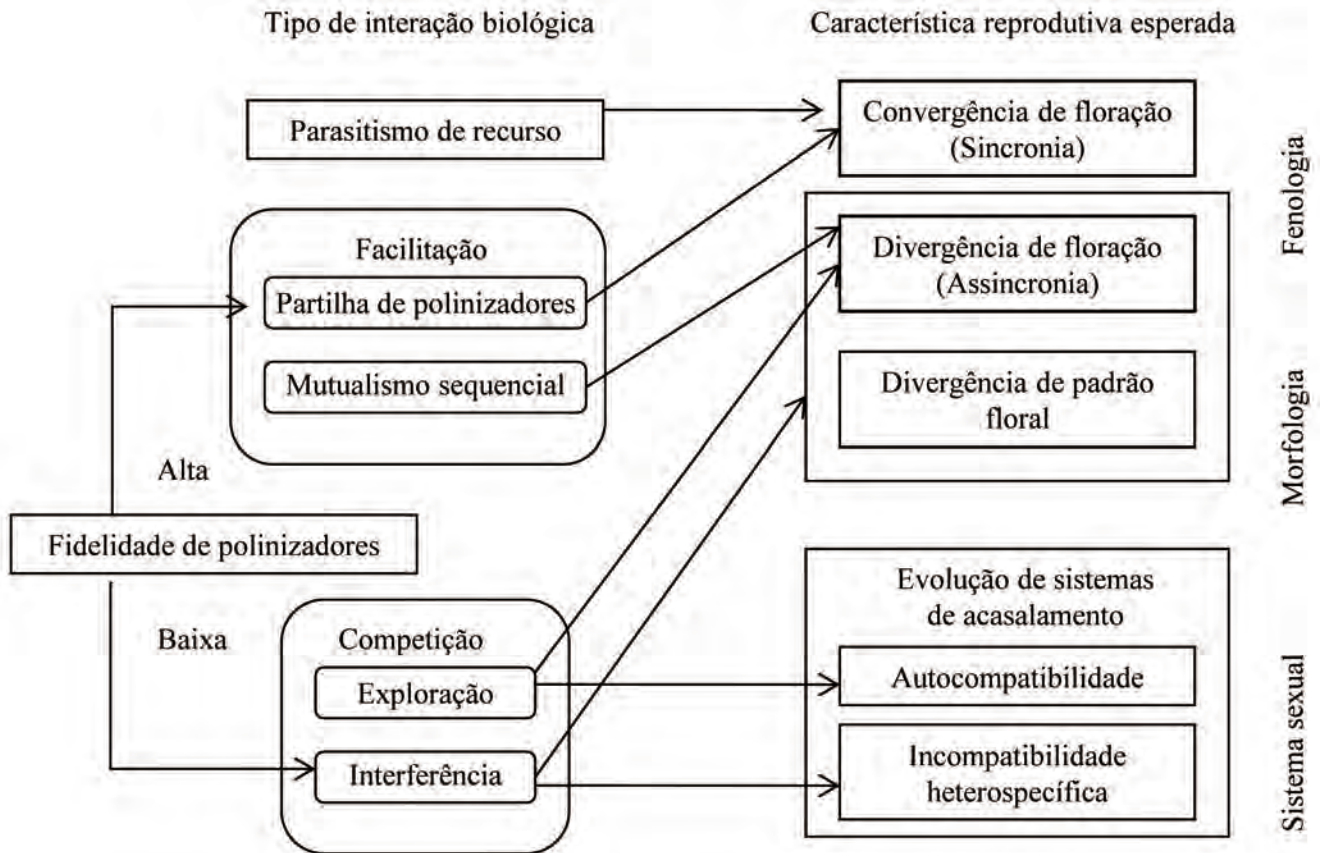 Tipo de interação biológica
Característica reprodutiva esperada
Parasitismo de recurso
Convergência de floração
(Sincronia)
Fenologia
Facilitação
Partilha de polinizadores
Mutualismo sequencial
Divergência de floração
(Assincronia)
Divergência de padrão
floral
Morfologia
Alta
Fidelidade de polinizadores
Baixa
Competição
Exploração
Interferência
Evolução de sistemas
de acasalamento
Autocompatibilidade
Incompatibilidade
heterospecífica
Sistema sexual